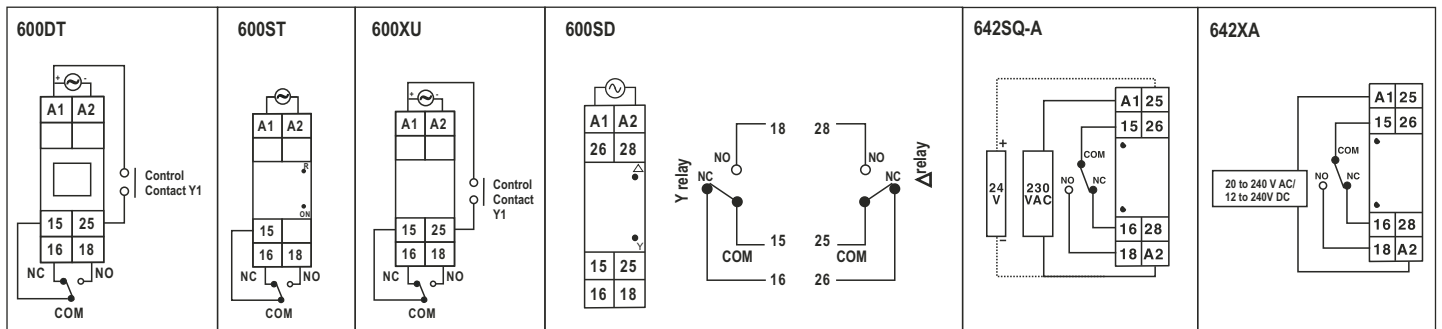 600DT
+ -
A1 A2
Control
Contact Y1
15 25
16 18
NC NO
COM
600ST
A1 A2
R
ON
15
16 18
NC NO
COM
600XU
+ -
A1 A2
Control
Contact
Y1
15 25
16 18
NC NO
COM
600SD
A1 A2
26 28
△
Y
15 25
16 18
Y relay
18 28
NO NO
NC NC
△relay
15 25
COM COM
16 26
642SQ-A
A1 25
15 26
+
COM
24
V
230
VAC
NO NC
16 28
18 A2
−
642XA
A1 25
15 26
COM
20 to 240 V AC/
12 to 240V DC
NO NC
16 28
18 A2